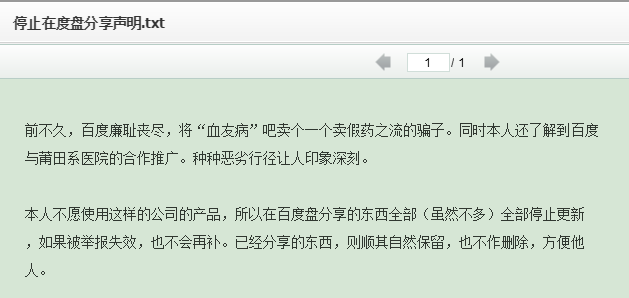 停止在度盘分享声明.txt
1 / 1
前不久，百度廉耻丧尽，将“血友病”吧卖个一个卖假药之流的骗子。同时本人还了解到百度
与莆田系医院的合作推广。种种恶劣行径让人印象深刻。
本人不愿使用这样的公司的产品，所以在百度盘分享的东西全部（虽然不多）全部停止更新
，如果被举报失效，也不会再补。已经分享的东西，则顺其自然保留，也不作删除，方便他
人。